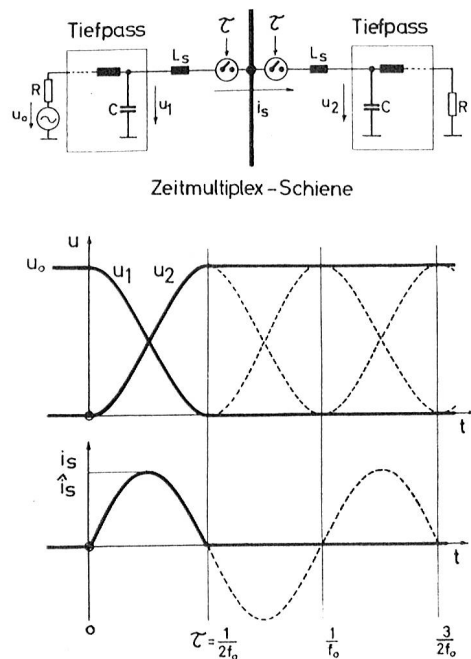 Tiefpass τ τ Tiefpass
Lₛ Lₛ
R u₀ C u₁ iₛ u₂ C R
Zeitmultiplex-Schiene
u
u₀ u₁ u₂
t
iₛ
îₛ
t
0 τ = 1/2f₀ 1/f₀ 3/2f₀